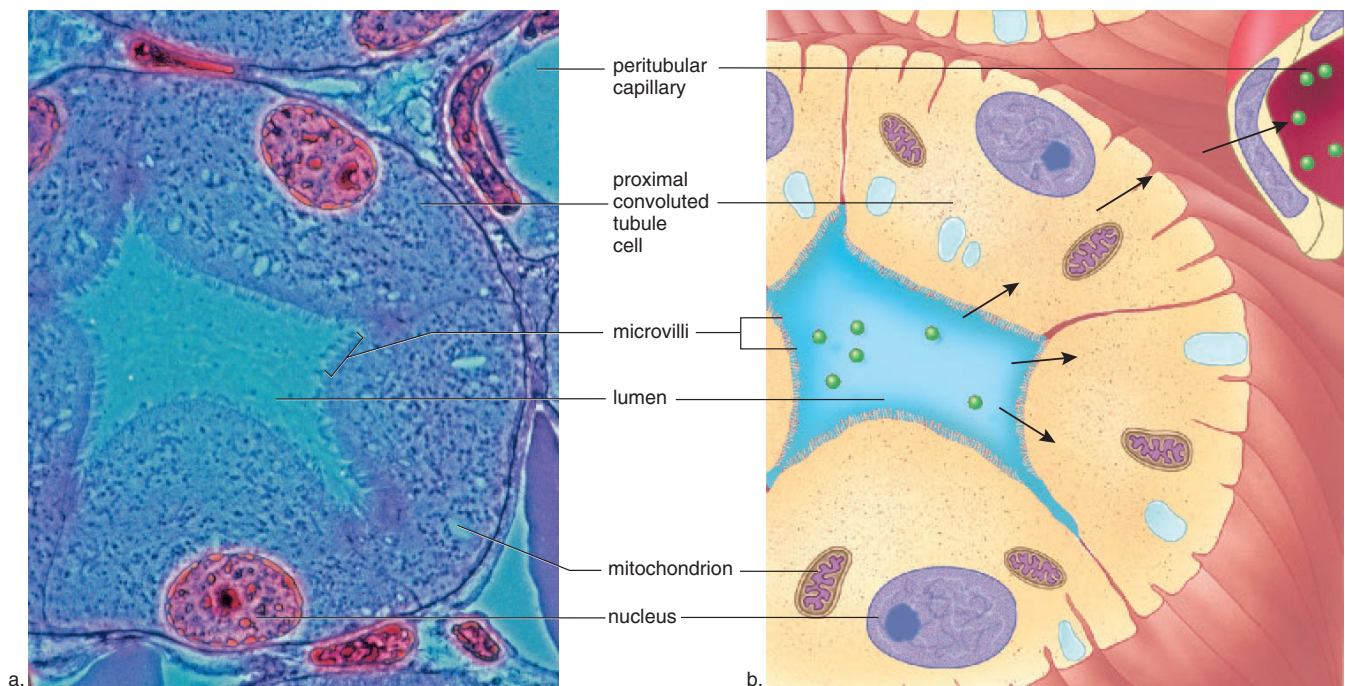 peritubular
capillary
proximal
convoluted
tubule
cell
microvilli
lumen
mitochondrion
nucleus
a.
b.